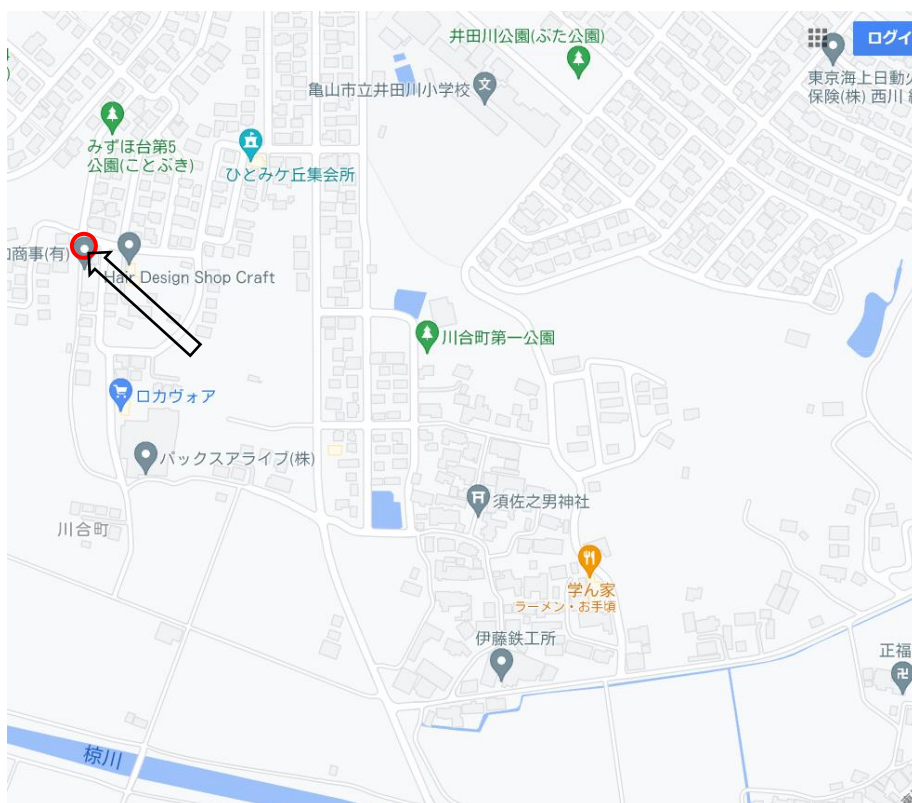 井田川公園(ぶた公園)
ログイ
亀山市立井田川小学校
文
東京海上日動火
保険(株) 西川
みずほ台第5
公園(ことぶき)
ひとみケ丘集会所
商事(有)
Hair Design Shop Craft
川合町第一公園
ロカヴォア
バックスアライブ(株)
須佐之男神社
川合町
学ん家
ラーメン・お手頃
伊藤鉄工所
正福
椋川